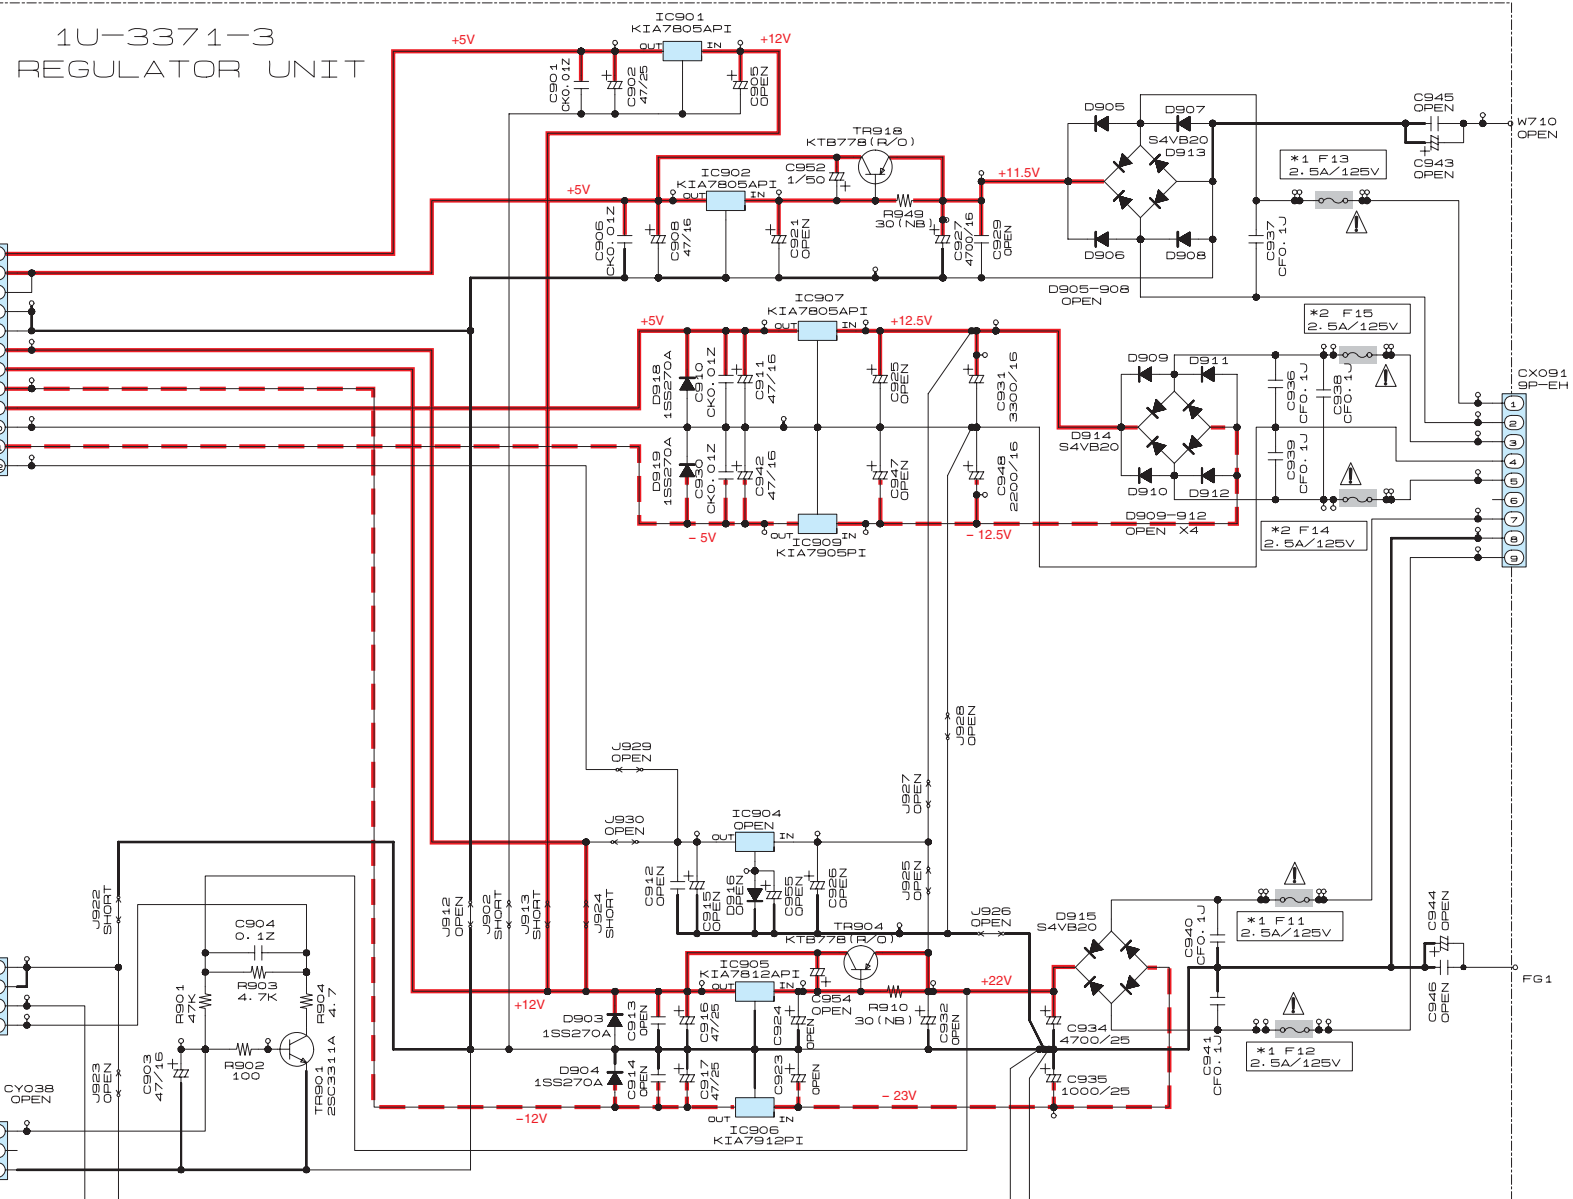 1U-3371-3
REGULATOR UNIT
IC901
KIA7805API
OUT
IN
+5V
+12V
C901
CK0.01Z
C902
47/25
C905
OPEN
TR918
KTB778(R/O)
C952
1/50
IC902
KIA7805API
OUT
IN
+5V
+11.5V
R949
30(NB)
C906
CK0.01Z
C908
47/16
C921
OPEN
C927
4700/16
C929
OPEN
D905
D907
S4VB20
D913
D906
D908
D905-908
OPEN
C945
OPEN
C943
OPEN
W710
OPEN
*1 F13
2.5A/125V
C937
CF0.1J
*2 F15
2.5A/125V
IC907
KIA7805API
OUT
IN
+5V
+12.5V
D918
1SS270A
C910
CK0.01Z
C911
47/16
C925
OPEN
C931
3300/16
D919
1SS270A
C930
CK0.01Z
C942
47/16
C947
OPEN
C948
2200/16
OUT
IN
IC909
KIA7905PI
- 5V
- 12.5V
D909
D911
D914
S4VB20
D910
D912
D909-912
OPEN X4
C936
CF0.1J
C938
CF0.1J
C939
CF0.1J
*2 F14
2.5A/125V
CX091
9P-EH
1
2
3
4
5
6
7
8
9
J929
OPEN
J928
OPEN
J930
OPEN
J927
OPEN
IC904
OPEN
OUT
IN
J925
OPEN
C912
OPEN
C915
OPEN
D916
OPEN
C955
OPEN
C926
OPEN
J926
OPEN
J922
SHORT
J912
OPEN
J902
SHORT
J913
SHORT
J924
SHORT
TR904
KTB778(R/O)
IC905
KIA7812API
OUT
IN
+12V
+22V
C954
OPEN
R910
30(NB)
D903
1SS270A
C913
OPEN
C916
47/25
C924
OPEN
C932
OPEN
C934
4700/25
D904
1SS270A
C914
OPEN
C917
47/25
C923
OPEN
C935
1000/25
OUT
IN
IC906
KIA7912PI
-12V
- 23V
D915
S4VB20
C940
CF0.1J
C941
CF0.1J
*1 F11
2.5A/125V
*1 F12
2.5A/125V
C944
OPEN
C946
OPEN
FG1
C904
0.1Z
R903
4.7K
R901
47K
R904
4.7
R902
100
C903
47/16
TR901
2SC3311A
J923
OPEN
CY038
OPEN